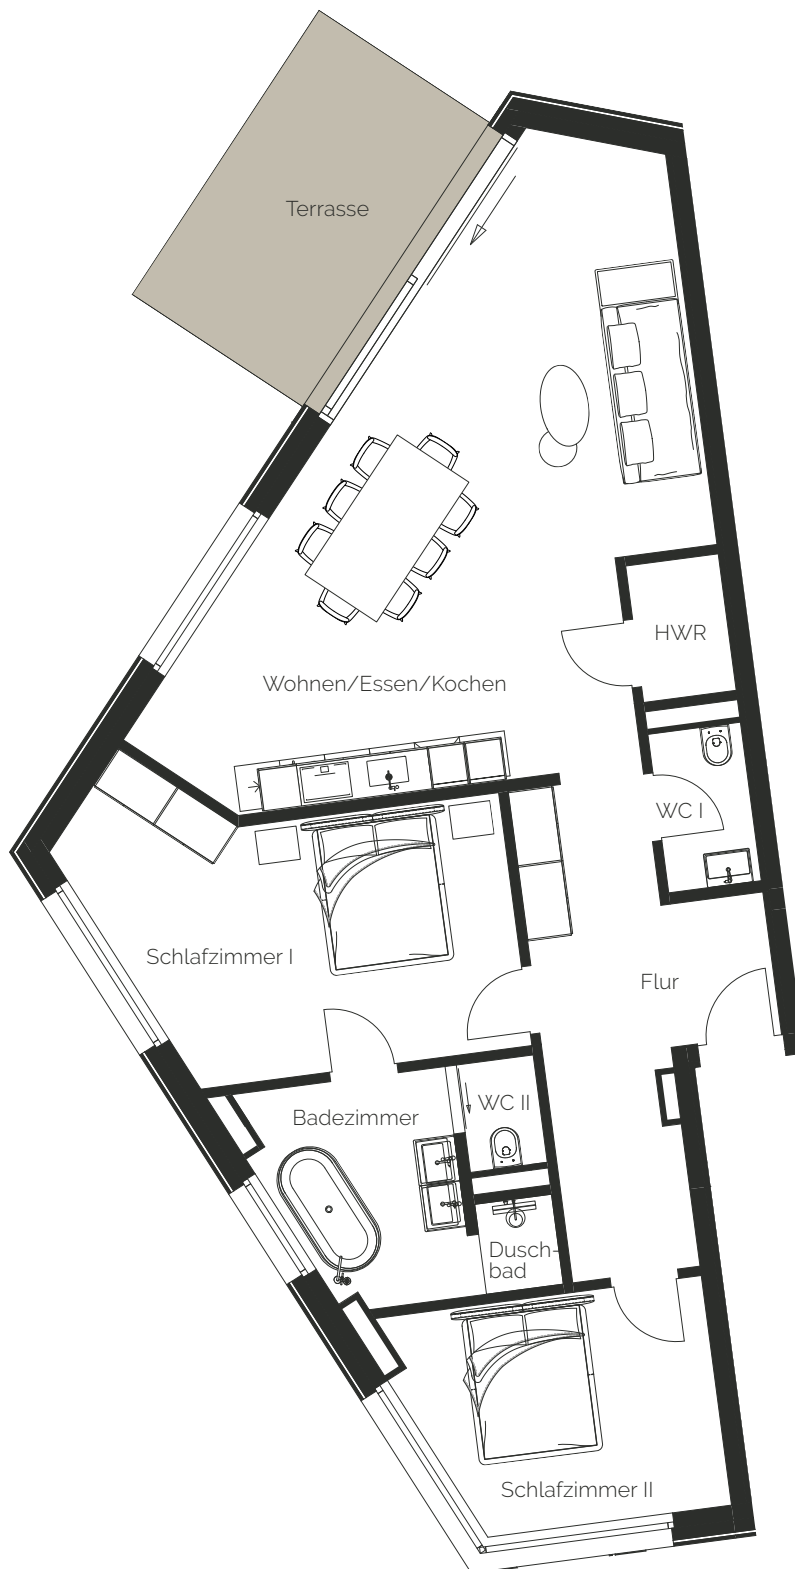 Terrasse
HWR
Wohnen/Essen/Kochen
WC I
Schlafzimmer I
Flur
WC II
Badezimmer
Dusch-
bad
Schlafzimmer II